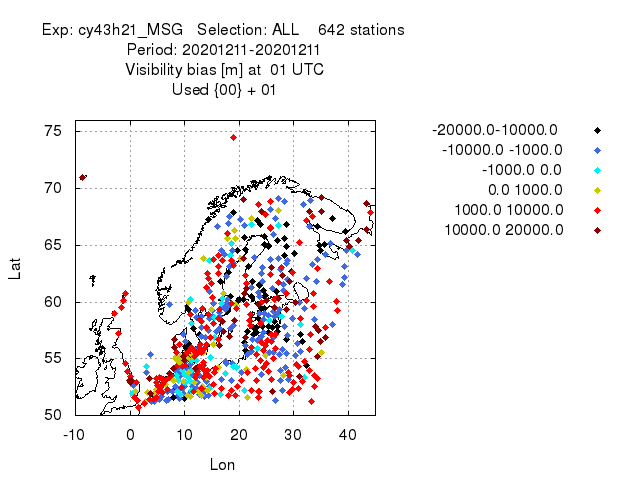 Exp: cy43h21_MSG   Selection: ALL    642 stations
Period: 20201211-20201211
Visibility bias [m] at  01 UTC
Used {00} + 01
-20000.0-10000.0
-10000.0 -1000.0
-1000.0 0.0
0.0 1000.0
1000.0 10000.0
10000.0 20000.0
75
70
65
60
55
50
Lat
-10 0 10 20 30 40
Lon